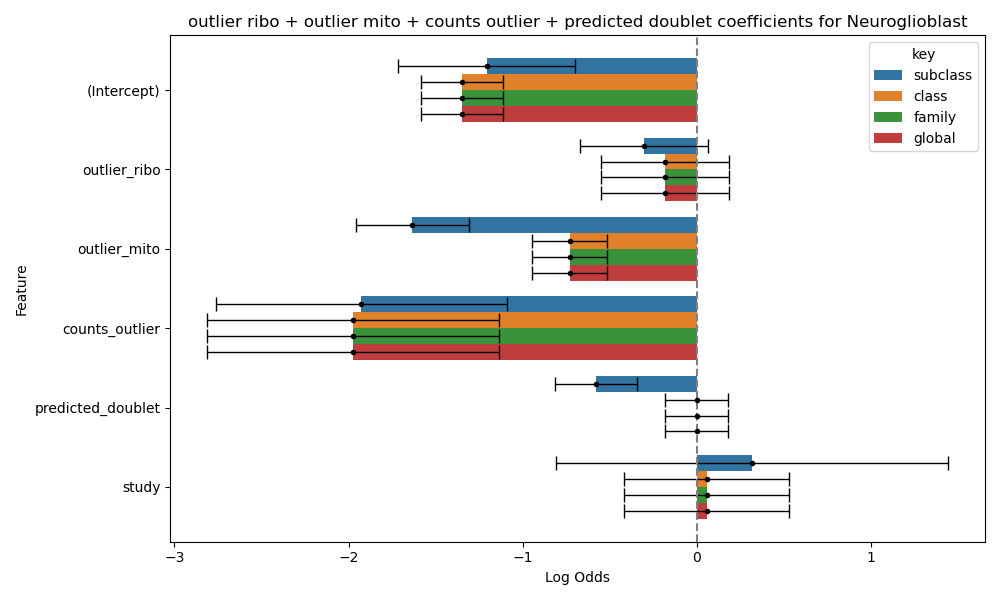 outlier ribo + outlier mito + counts outlier + predicted doublet coefficients for Neuroglioblast
key
subclass
class
family
global
(Intercept)
outlier_ribo
outlier_mito
counts_outlier
predicted_doublet
study
Feature
−3
−2
−1
0
1
Log Odds